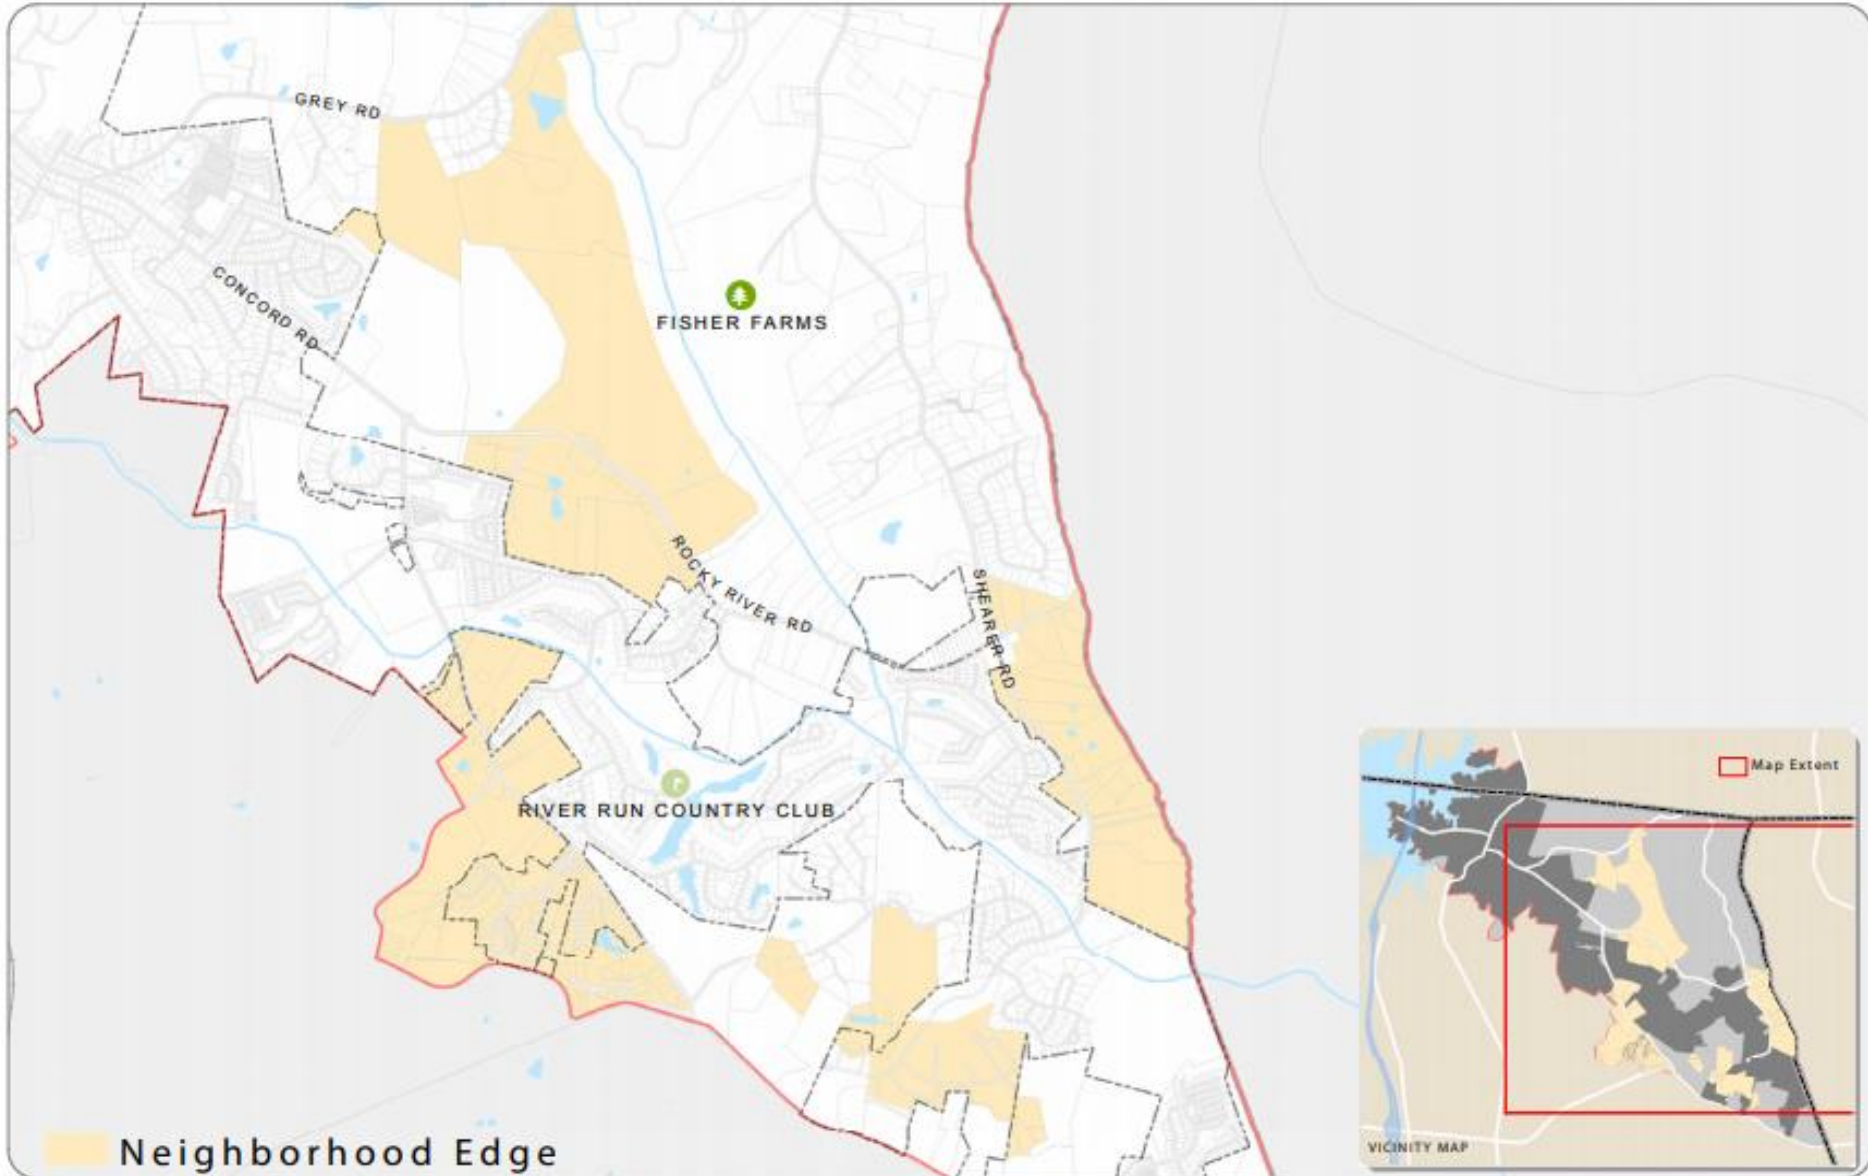 GREY RD
CONCORD RD
FISHER FARMS
ROCKY RIVER RD
SHEARER RD
RIVER RUN COUNTRY CLUB
Map Extent
VICINITY MAP
Neighborhood Edge